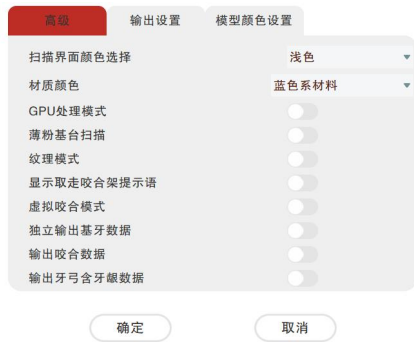 高级 输出设置 模型颜色设置
扫描界面颜色选择 浅色
材质颜色 蓝色系材料
GPU处理模式
薄粉基台扫描
纹理模式
显示取走咬合架提示语
虚拟咬合模式
独立输出基牙数据
输出咬合数据
输出牙弓含牙龈数据
确定 取消